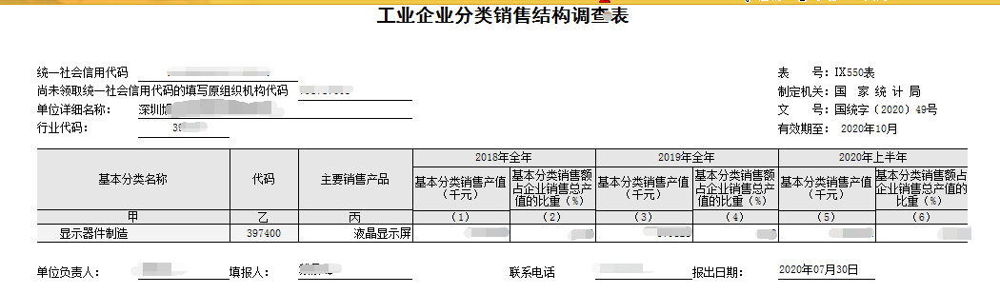 工业企业分类销售结构调查表
统一社会信用代码
表 号：IX550表
尚未领取统一社会信用代码的填写原组织机构代码
制定机关：国 家 统 计 局
单位详细名称： 深圳
文 号：国统字（2020）49号
行业代码： 39
有效期至： 2020年10月
基本分类名称 代码 主要销售产品 2018年全年 2019年全年 2020年上半年
基本分类销售产值（千元） 基本分类销售额占企业销售总产值的比重（%） 基本分类销售产值（千元） 基本分类销售额占企业销售总产值的比重（%） 基本分类销售产值（千元） 基本分类销售额占企业销售总产值的比重（%）
甲 乙 丙 （1） （2） （3） （4） （5） （6）
显示器件制造 397400 液晶显示屏
单位负责人： 填报人： 联系电话 报出日期： 2020年07月30日